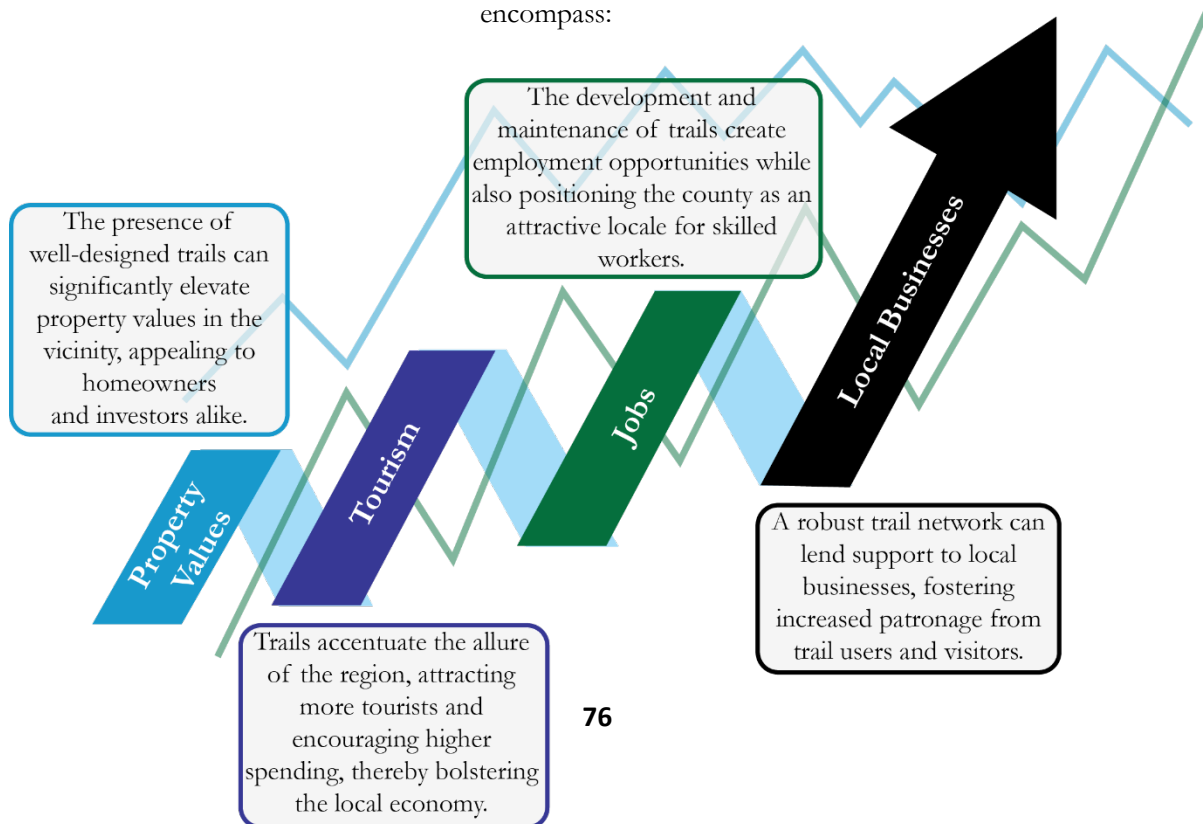 encompass:
The presence of
well-designed trails can
significantly elevate
property values in the
vicinity, appealing to
homeowners
and investors alike.
Property
Values
Trails accentuate the allure
of the region, attracting
more tourists and
encouraging higher
spending, thereby bolstering
the local economy.
Tourism
The development and
maintenance of trails create
employment opportunities while
also positioning the county as an
attractive locale for skilled
workers.
Jobs
Local Businesses
A robust trail network can
lend support to local
businesses, fostering
increased patronage from
trail users and visitors.
76